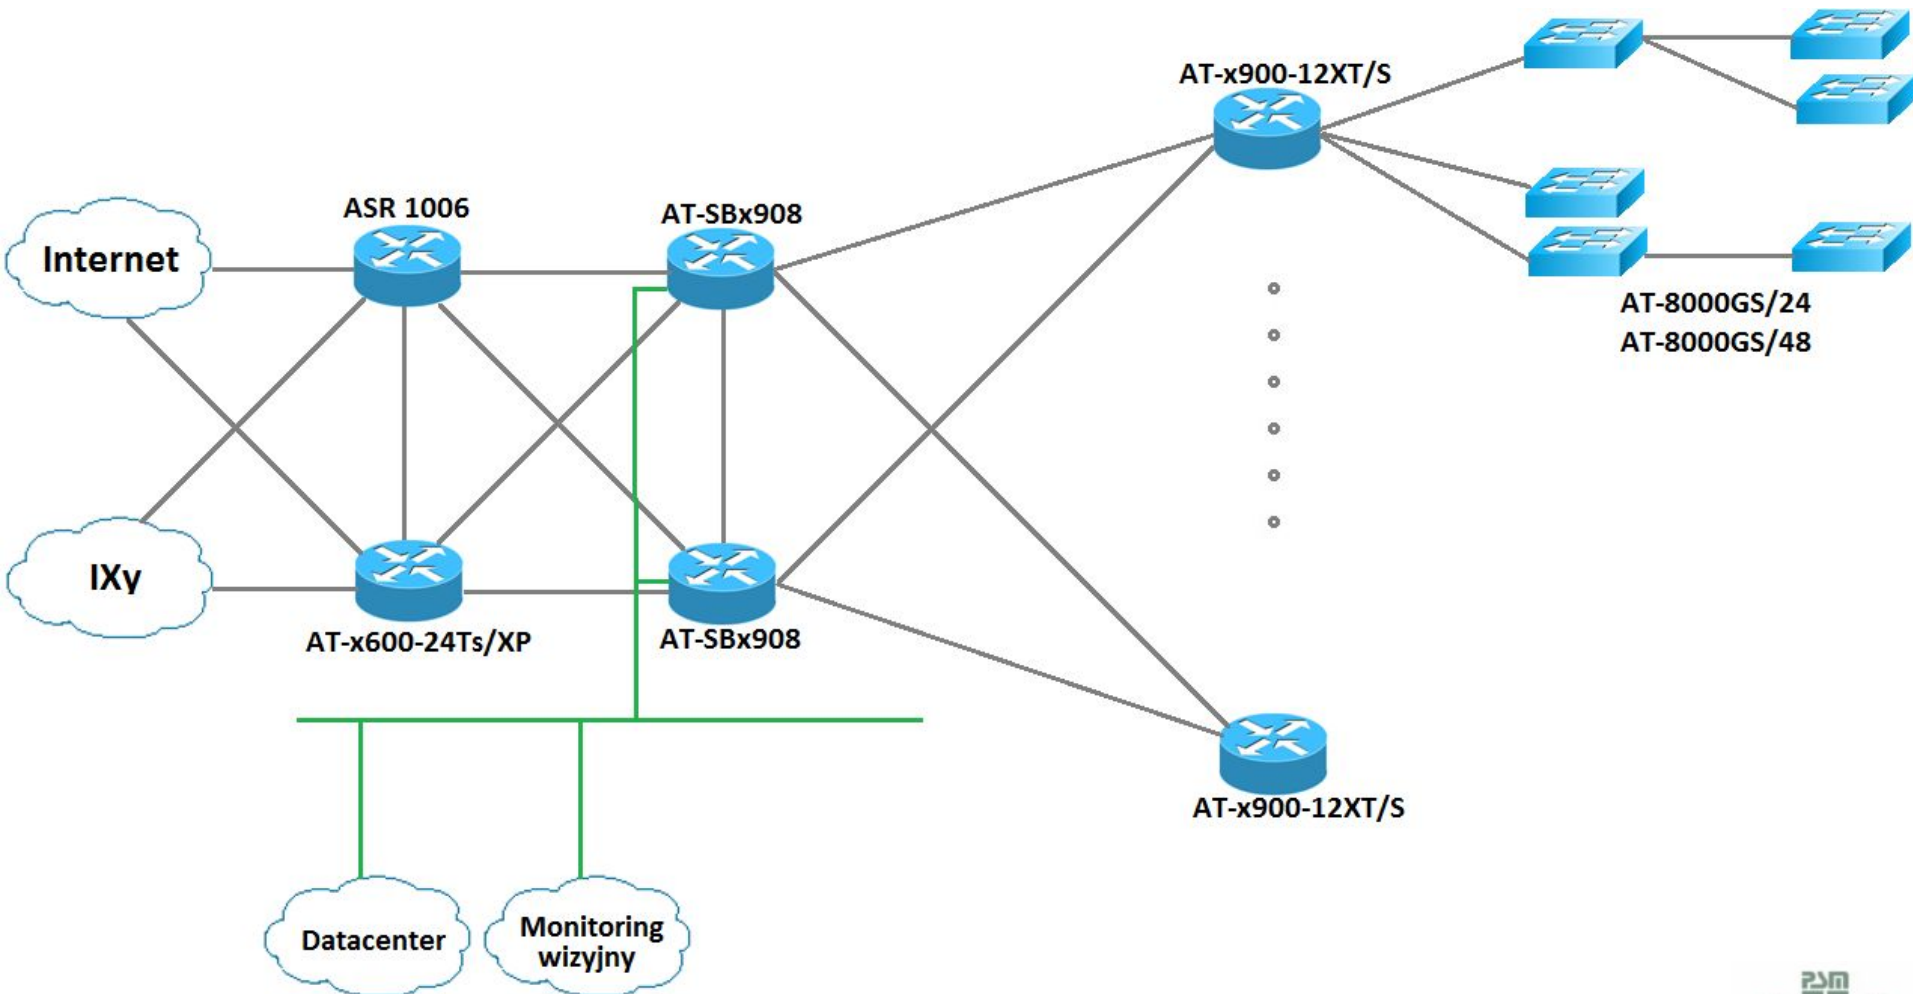 AT-x900-12XT/S
ASR 1006
AT-SBx908
Internet
AT-8000GS/24
AT-8000GS/48
IXy
AT-x600-24Ts/XP
AT-SBx908
AT-x900-12XT/S
Datacenter
Monitoring
wizyjny
PSM